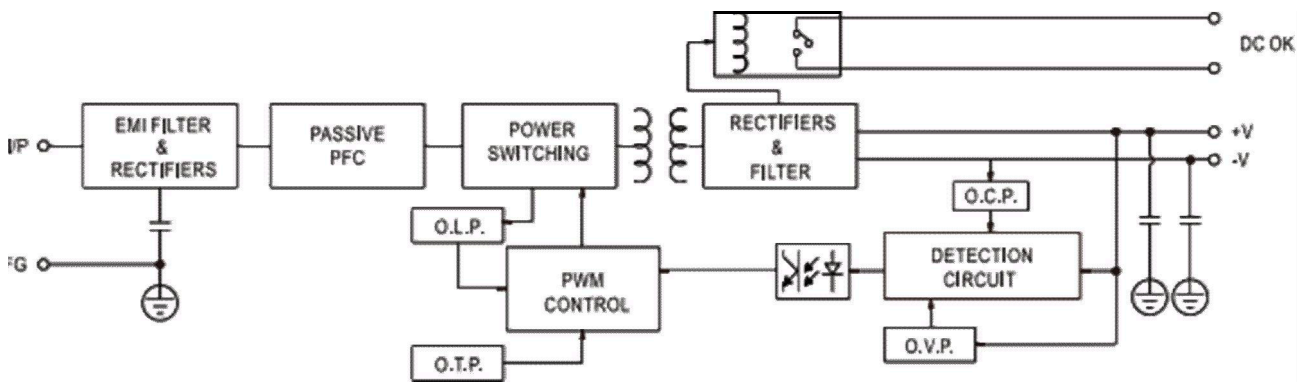 DC OK
EMI FILTER
&
RECTIFIERS
PASSIVE
PFC
POWER
SWITCHING
RECTIFIERS
&
FILTER
+V
-V
I/P
O.C.P.
O.L.P.
DETECTION
CIRCUIT
FG
PWM
CONTROL
O.V.P.
O.T.P.